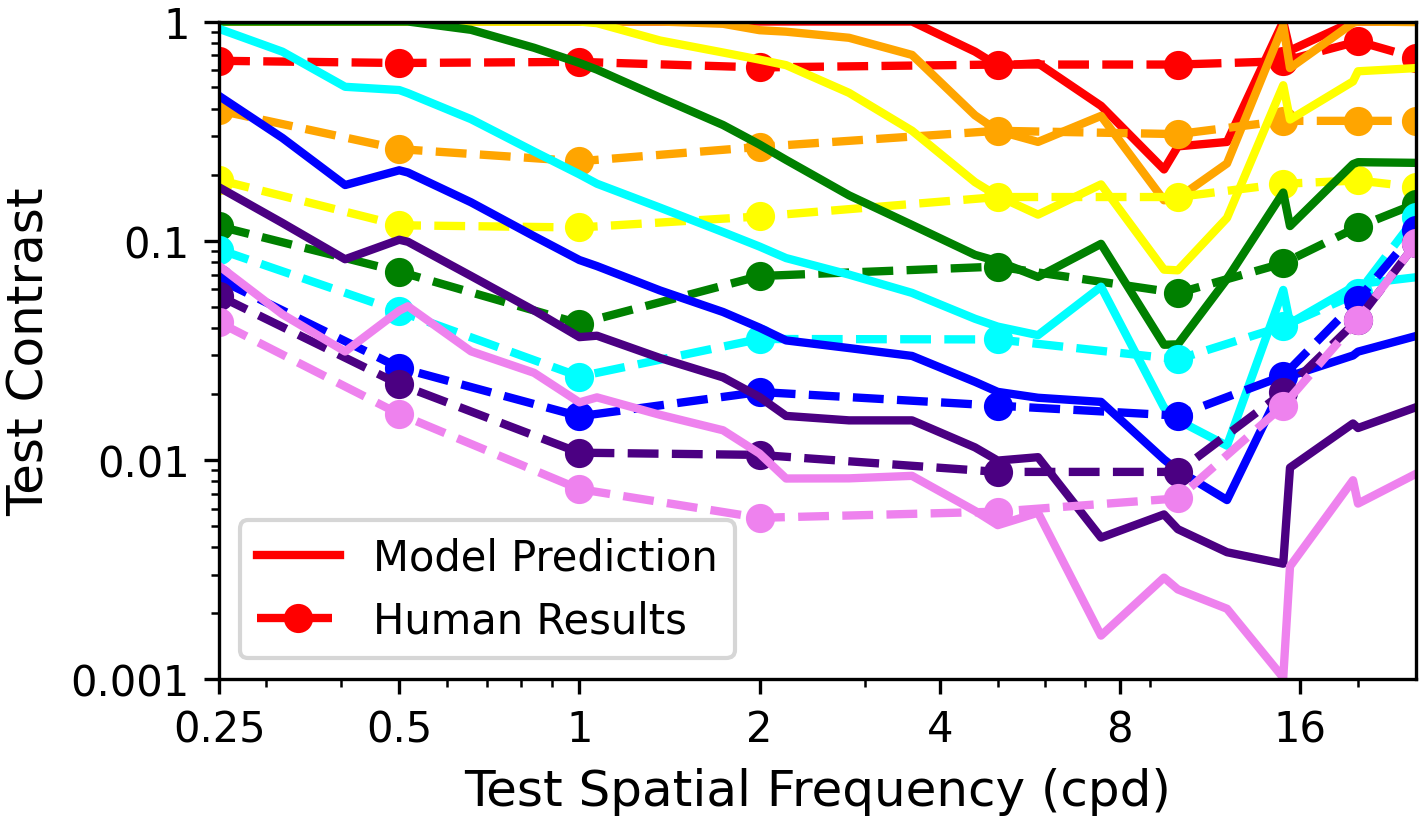 1
0.1
0.01
0.001
Test Contrast
Model Prediction
Human Results
0.25 0.5 1 2 4 8 16
Test Spatial Frequency (cpd)